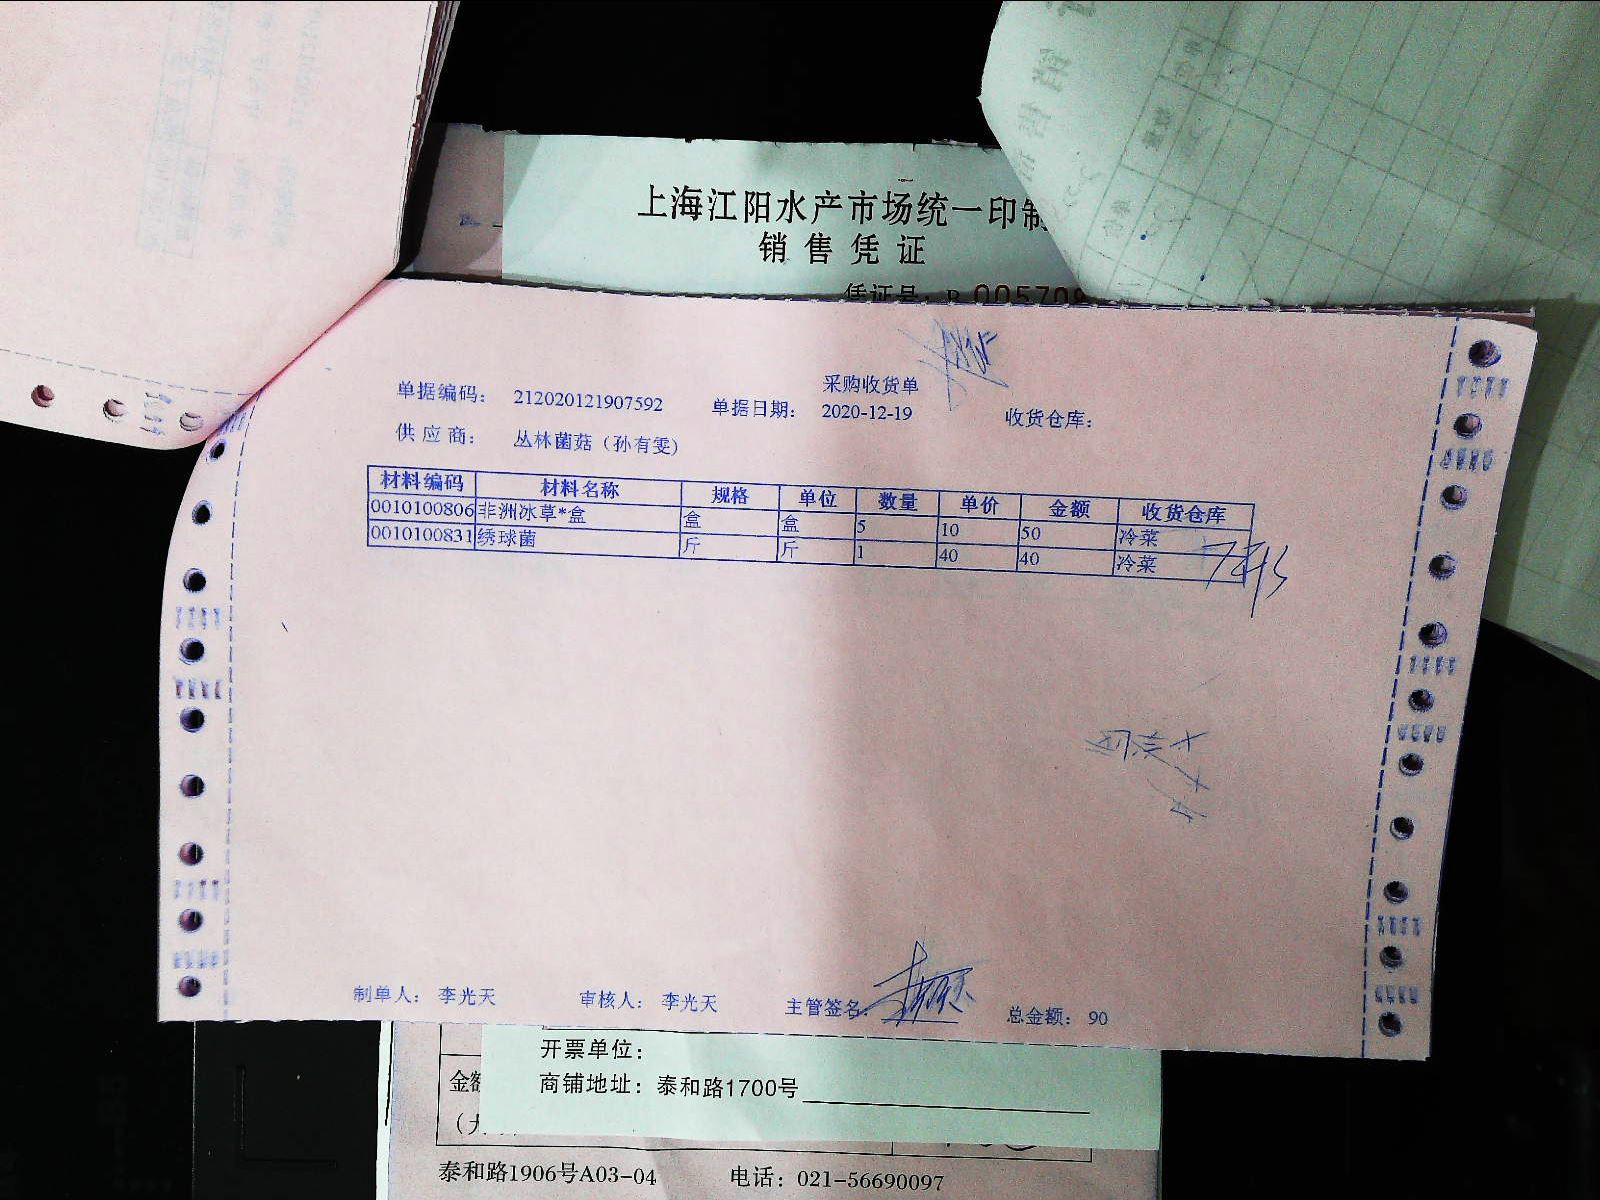 上海江阳水产市场统一印制
销售凭证
凭证号：B 005708
采购收货单
单据编码： 212020121907592 单据日期： 2020-12-19 收货仓库：
供应商： 丛林菌菇（孙有雯）
材料编码 材料名称 规格 单位 数量 单价 金额 收货仓库
0010100806 非洲冰草*盒 盒 盒 5 10 50 冷菜
0010100831 绣球菌 斤 斤 1 40 40 冷菜
制单人： 李光天 审核人： 李光天 主管签名： 总金额： 90
开票单位：
商铺地址：泰和路1700号
金额
泰和路1906号A03-04 电话：021-56690097